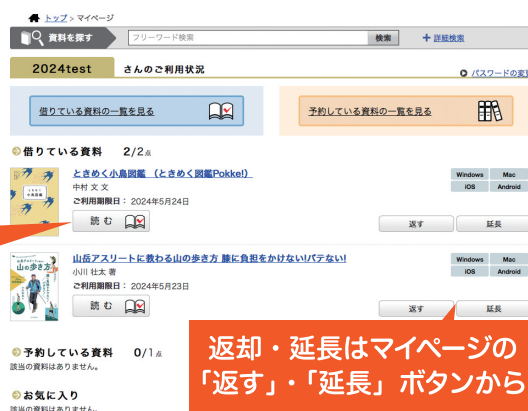 トップ > マイページ
資料を探す フリーワード検索 検索 + 詳細検索
2024test さんのご利用状況 パスワードの変
借りている資料の一覧を見る 予約している資料の一覧を見る
借りている資料 2/2点
ときめく小鳥図鑑 （ときめく図鑑Pokke!）
中村 文 文
ご利用期限日： 2024年5月24日
Windows Mac
iOS Android
読む 返す 延長
山岳アスリートに教わる山の歩き方 膝に負担をかけない!バテない!
小川 壮太 著
ご利用期限日： 2024年5月23日
Windows Mac
iOS Android
読む 返す 延長
山の歩き方
予約している資料 0/1点
該当の資料はありません。
お気に入り
該当の資料はありません。
返却・延長はマイページの
「返す」・「延長」ボタンから